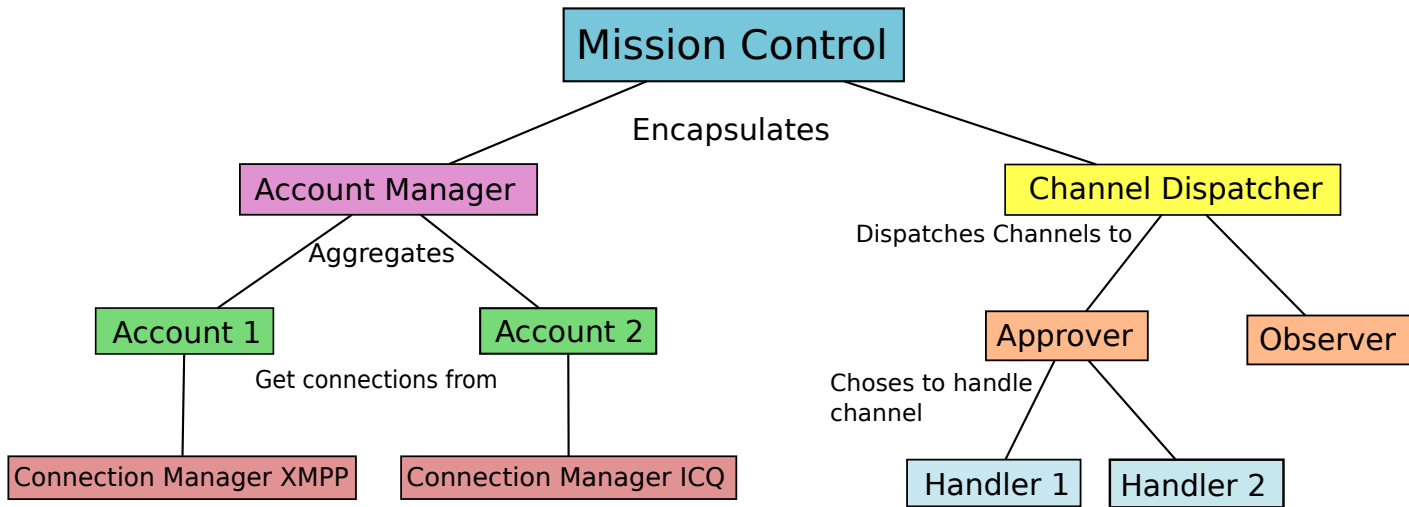 Mission Control
Encapsulates
Account Manager
Channel Dispatcher
Dispatches Channels to
Aggregates
Account 1
Account 2
Approver
Observer
Get connections from
Choses to handle
channel
Connection Manager XMPP
Connection Manager ICQ
Handler 1
Handler 2